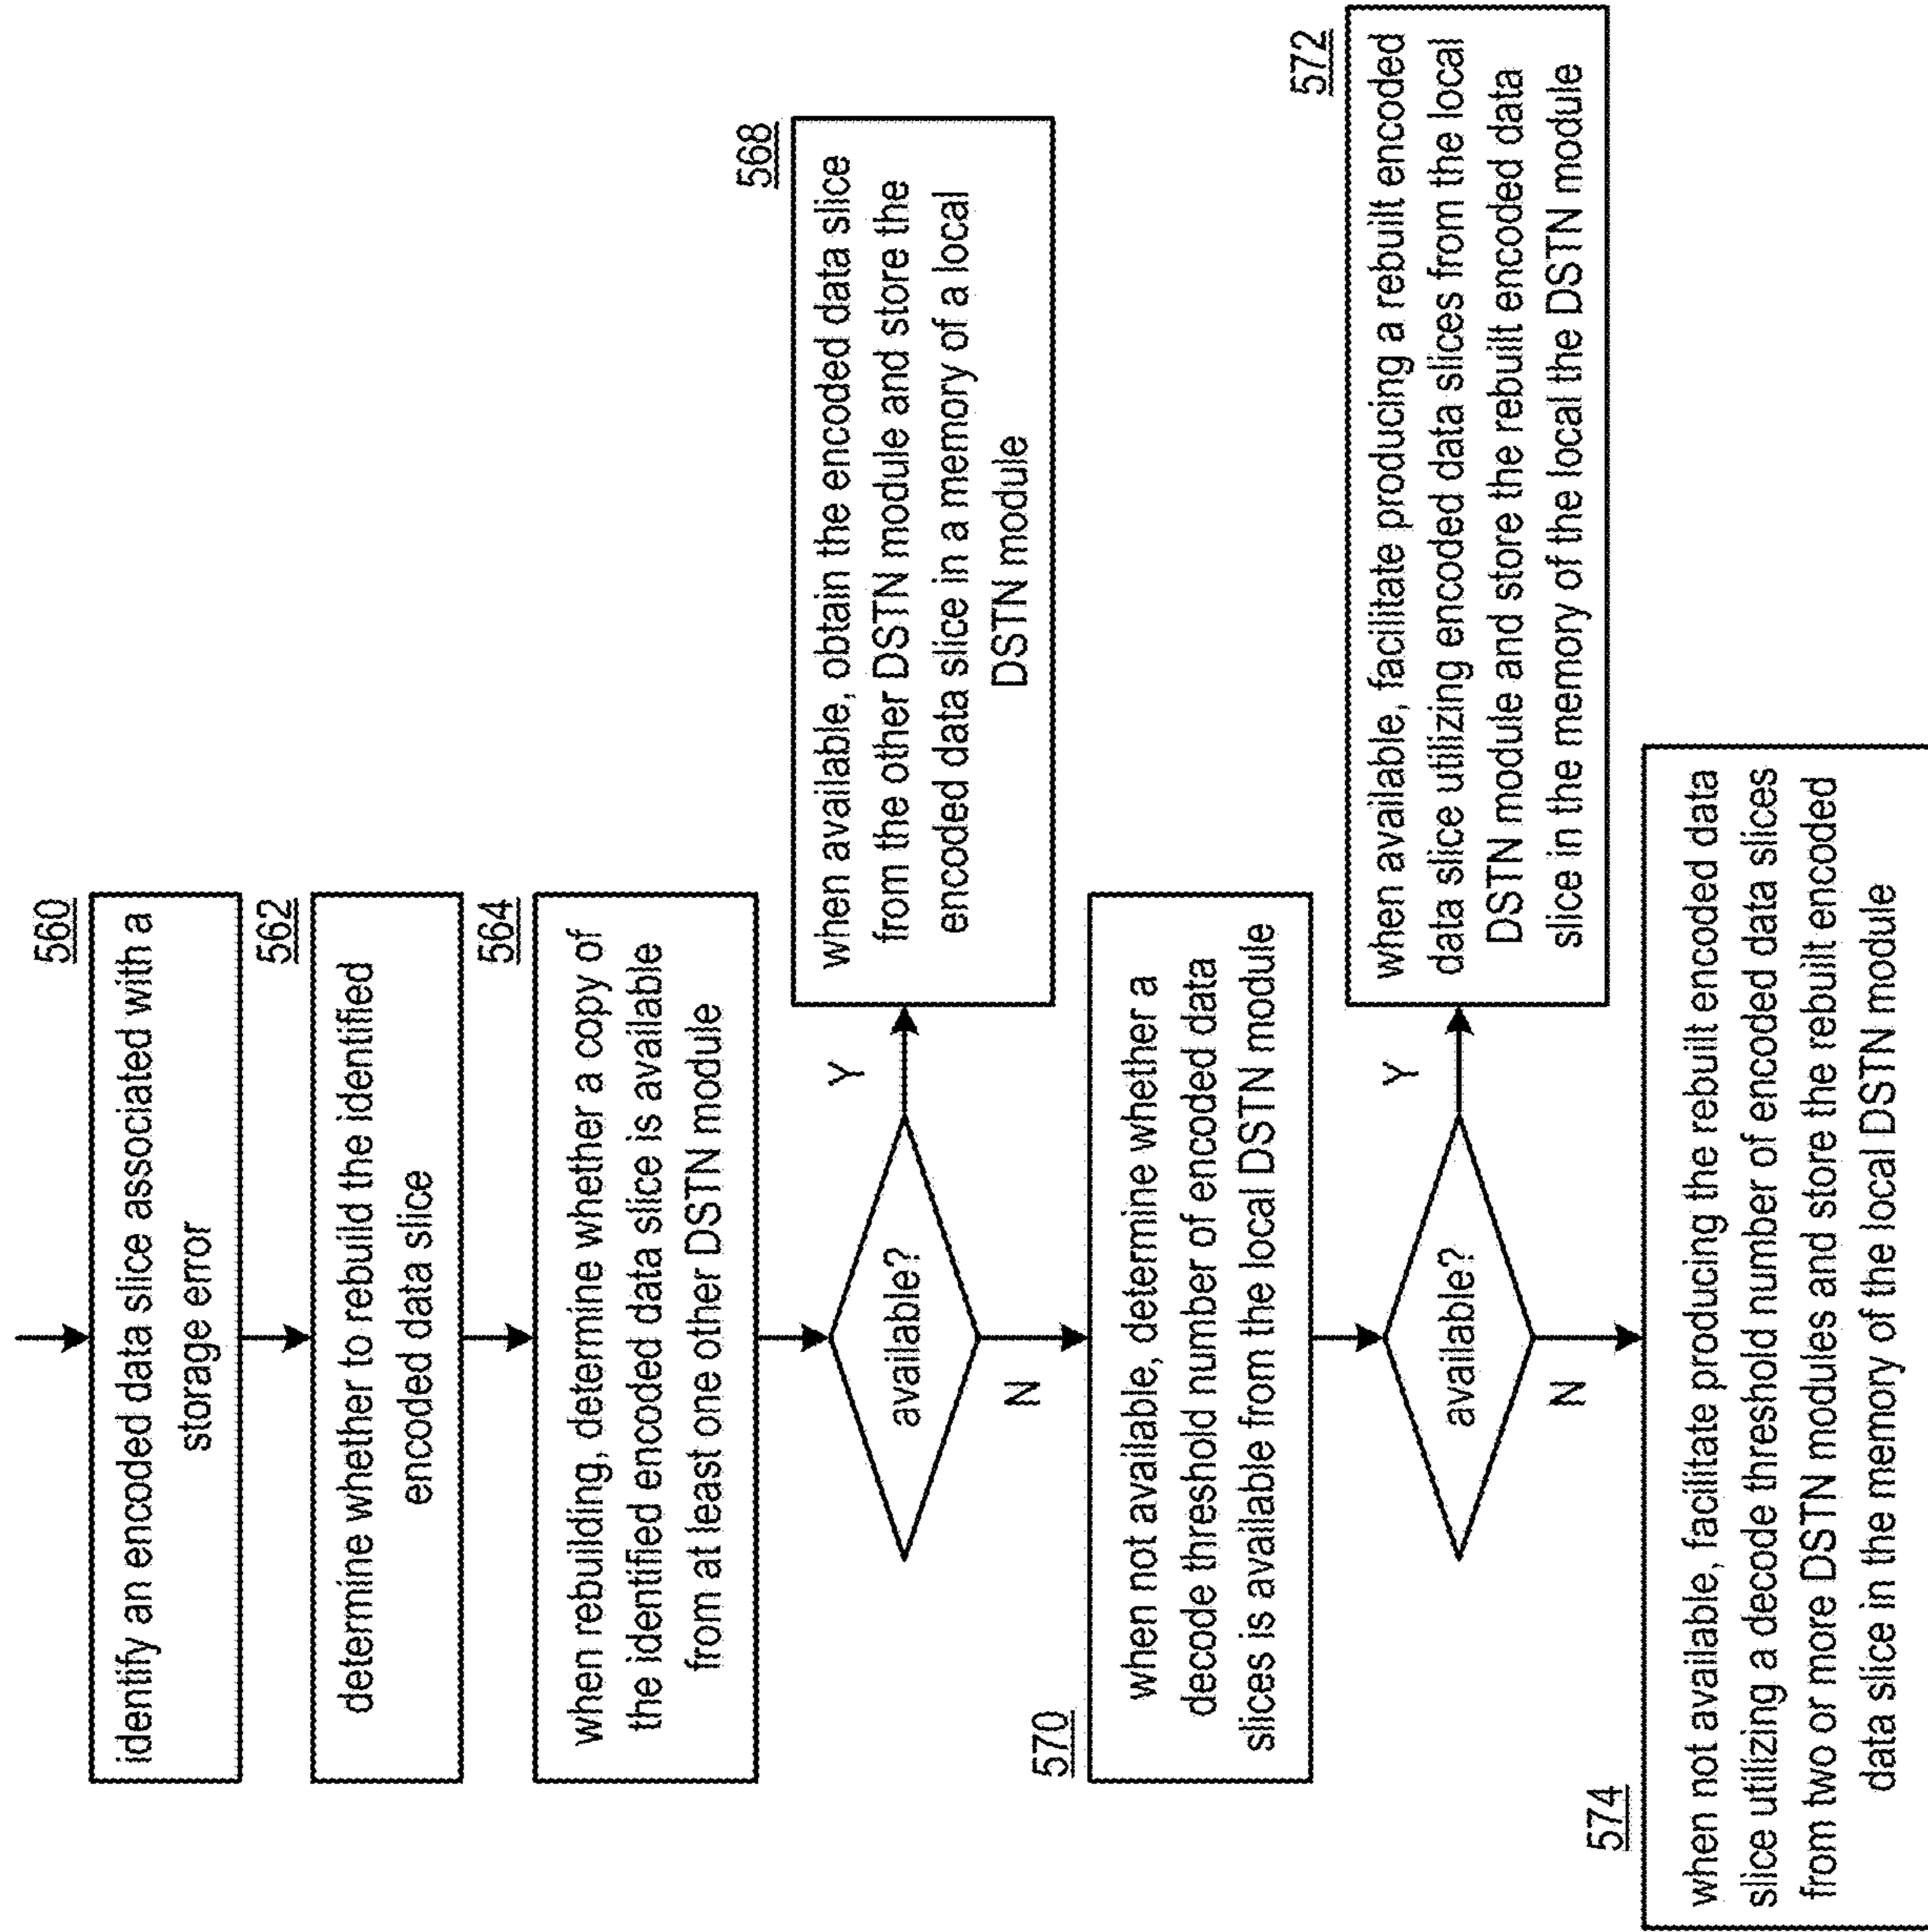 560
identify an encoded data slice associated with a
storage error
562
determine whether to rebuild the identified
encoded data slice
564
when rebuilding, determine whether a copy of
the identified encoded data slice is available
from at least one other DSTN module
available?
Y
N
568
when available, obtain the encoded data slice
from the other DSTN module and store the
encoded data slice in a memory of a local
DSTN module
570
when not available, determine whether a
decode threshold number of encoded data
slices is available from the local DSTN module
available?
Y
N
572
when available, facilitate producing a rebuilt encoded
data slice utilizing encoded data slices from the local
DSTN module and store the rebuilt encoded data
slice in the memory of the local the DSTN module
574
when not available, facilitate producing the rebuilt encoded data
slice utilizing a decode threshold number of encoded data slices
from two or more DSTN modules and store the rebuilt encoded
data slice in the memory of the local DSTN module